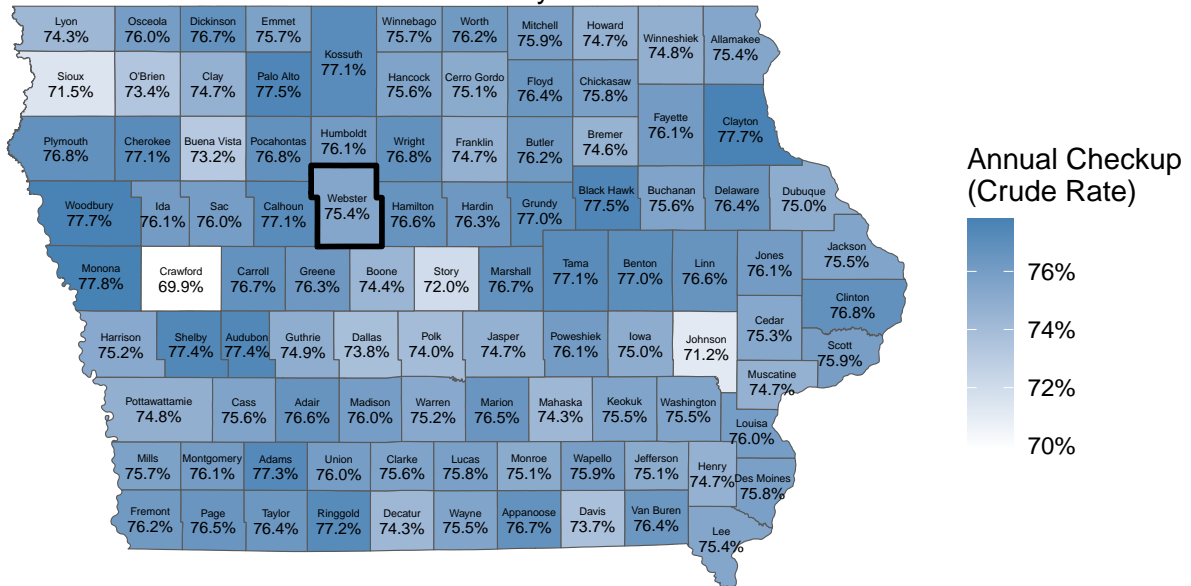 Lyon Osceola Dickinson Emmet Winnebago Worth Mitchell Howard
74.3% 76.0% 76.7% 75.7% 75.7% 76.2% 75.9% 74.7%
Kossuth Winneshiek Allamakee
77.1% 74.8% 75.4%
Sioux O'Brien Clay Palo Alto Hancock Cerro Gordo Floyd Chickasaw
71.5% 73.4% 74.7% 77.5% 75.6% 75.1% 76.4% 75.8%
Fayette Clayton
76.1% 77.7%
Plymouth Cherokee Buena Vista Pocahontas Humboldt Wright Franklin Butler Bremer
76.8% 77.1% 73.2% 76.8% 76.1% 76.8% 74.7% 76.2% 74.6%
Woodbury Ida Sac Calhoun Webster Hamilton Hardin Grundy Black Hawk Buchanan Delaware Dubuque
77.7% 76.1% 76.0% 77.1% 75.4% 76.6% 76.3% 77.0% 77.5% 75.6% 76.4% 75.0%
Monona Crawford Carroll Greene Boone Story Marshall Tama Benton Linn Jones Jackson
77.8% 69.9% 76.7% 76.3% 74.4% 72.0% 76.7% 77.1% 77.0% 76.6% 76.1% 75.5%
Clinton
76.8%
Harrison Shelby Audubon Guthrie Dallas Polk Jasper Poweshiek Iowa Johnson Cedar Scott
75.2% 77.4% 77.4% 74.9% 73.8% 74.0% 74.7% 76.1% 75.0% 71.2% 75.3% 75.9%
Muscatine
74.7%
Pottawattamie Cass Adair Madison Warren Marion Mahaska Keokuk Washington Louisa
74.8% 75.6% 76.6% 76.0% 75.2% 76.5% 74.3% 75.5% 75.5% 76.0%
Mills Montgomery Adams Union Clarke Lucas Monroe Wapello Jefferson Henry Des Moines
75.7% 76.1% 77.3% 76.0% 75.6% 75.8% 75.1% 75.9% 75.1% 74.7% 75.8%
Fremont Page Taylor Ringgold Decatur Wayne Appanoose Davis Van Buren Lee
76.2% 76.5% 76.4% 77.2% 74.3% 75.5% 76.7% 73.7% 76.4% 75.4%
Annual Checkup
(Crude Rate)
76%
74%
72%
70%